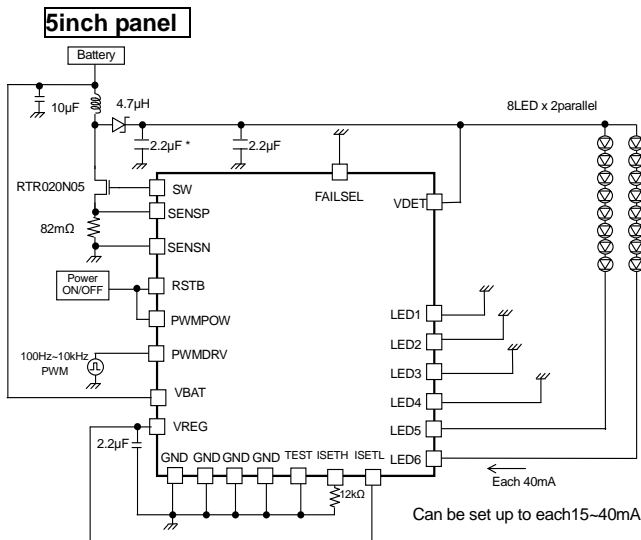 5inch panel
Battery
10µF
4.7µH
8LED x 2parallel
2.2µF *
2.2µF
RTR020N05
SW
FAILSEL
VDET
SENSP
82mΩ
SENSN
Power
ON/OFF
RSTB
PWMPOW
LED1
LED2
100Hz~10kHz
PWM
PWMDRV
LED3
VBAT
LED4
VREG
LED5
2.2µF
GND
GND
GND
GND
TEST
ISETH
ISETL
LED6
Each 40mA
12kΩ
Can be set up to each15~40mA